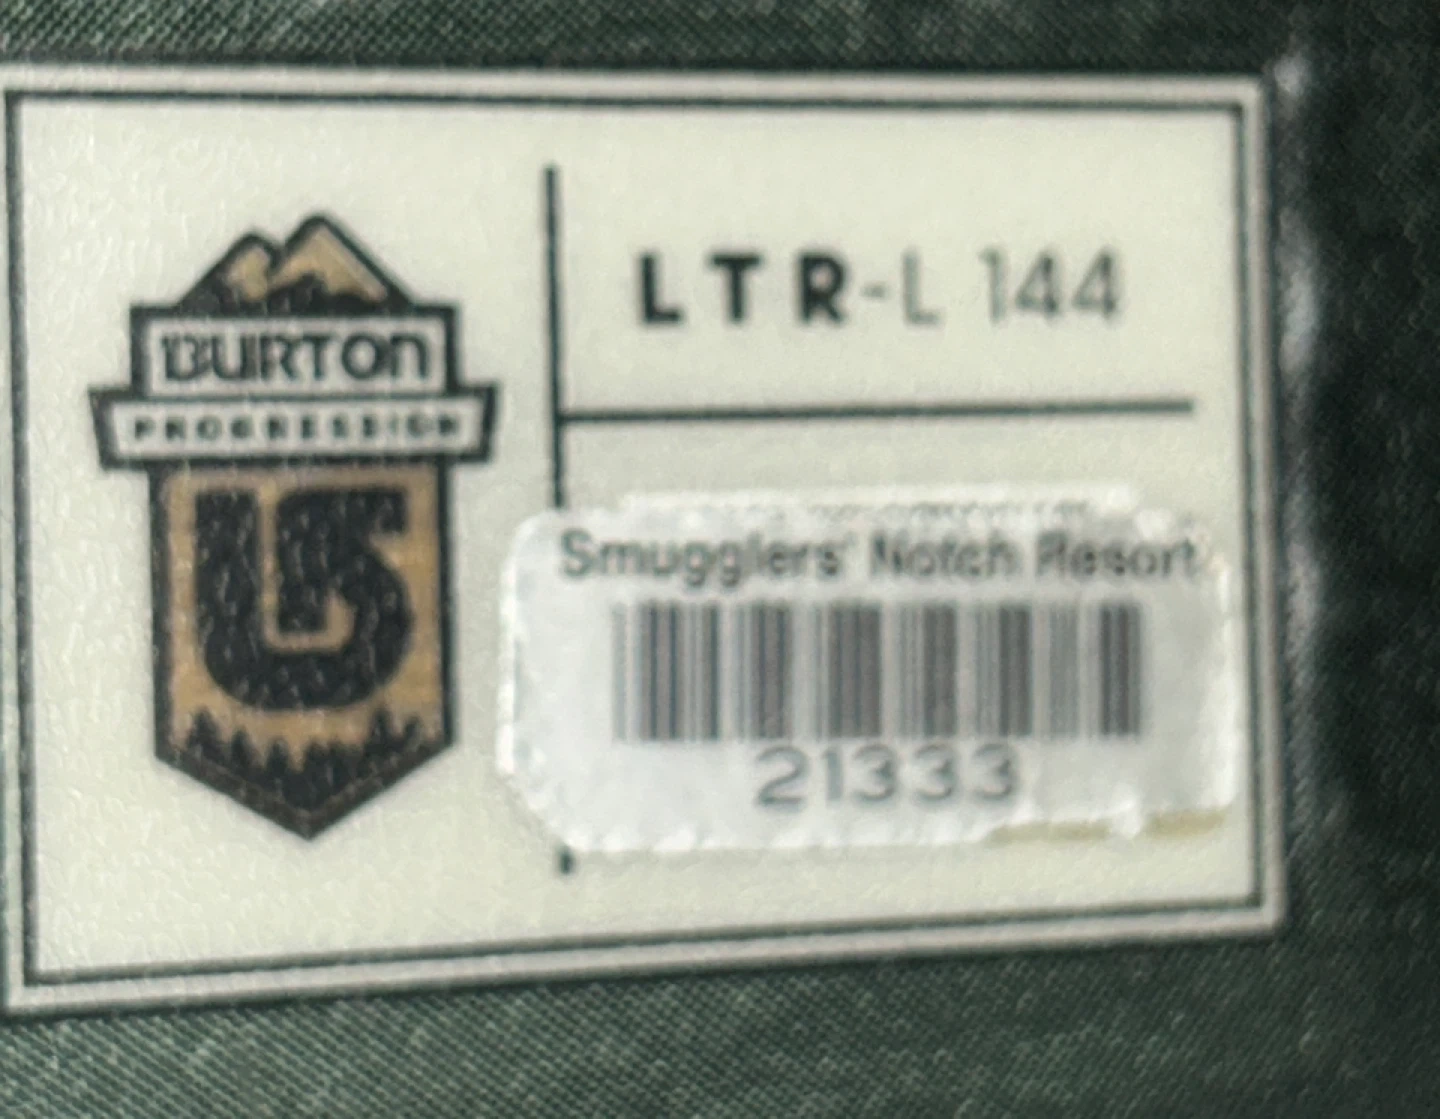 BURTON
PROGRESSION
LTR-L 144
Smugglers' Notch Resort
21333